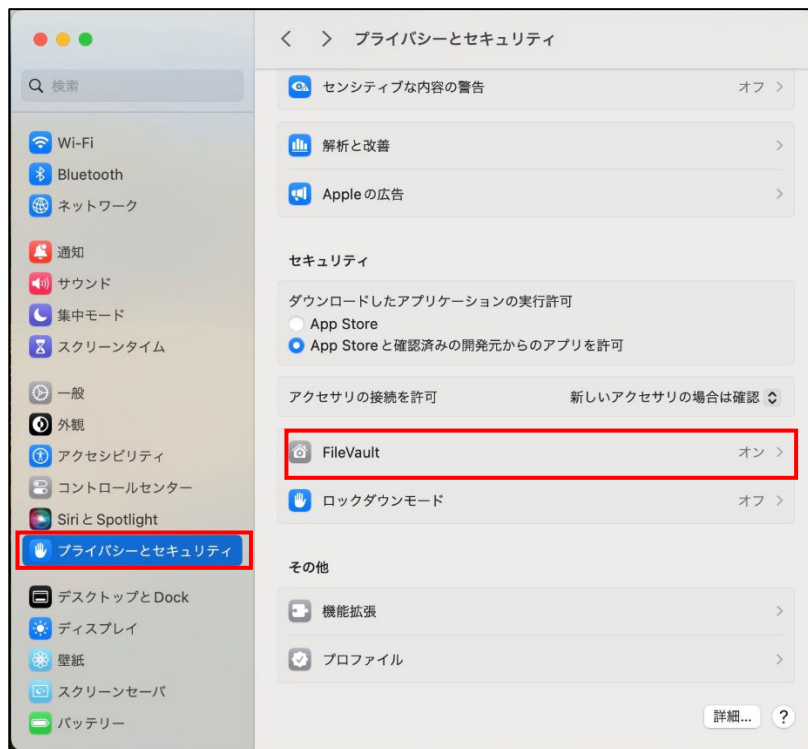 プライバシーとセキュリティ
検索
Wi-Fi
Bluetooth
ネットワーク
通知
サウンド
集中モード
スクリーンタイム
一般
外観
アクセシビリティ
コントロールセンター
Siri と Spotlight
プライバシーとセキュリティ
デスクトップと Dock
ディスプレイ
壁紙
スクリーンセーバ
バッテリー
センシティブな内容の警告 オフ
解析と改善
Apple の広告
セキュリティ
ダウンロードしたアプリケーションの実行許可
App Store
App Store と確認済みの開発元からのアプリを許可
アクセサリの接続を許可 新しいアクセサリの場合は確認
FileVault オン
ロックダウンモード オフ
その他
機能拡張
プロファイル
詳細... ?